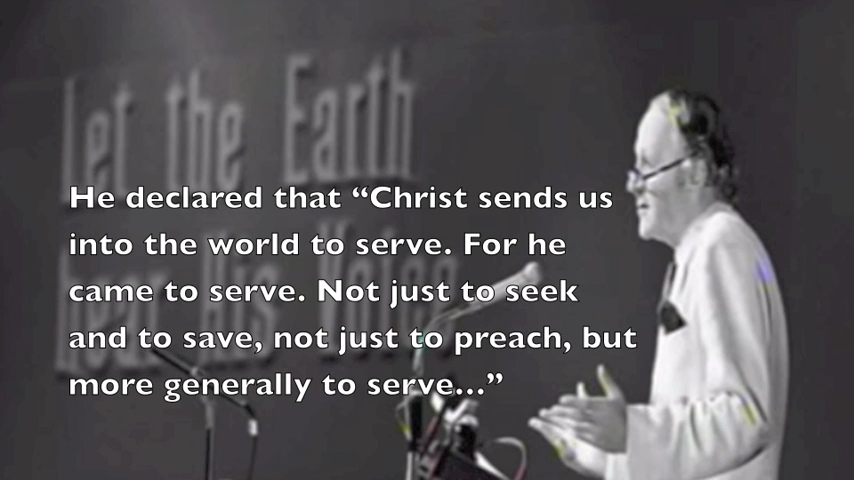 Let the Earth
He declared that “Christ sends us
into the world to serve. For he
came to serve. Not just to seek
and to save, not just to preach, but
more generally to serve...”